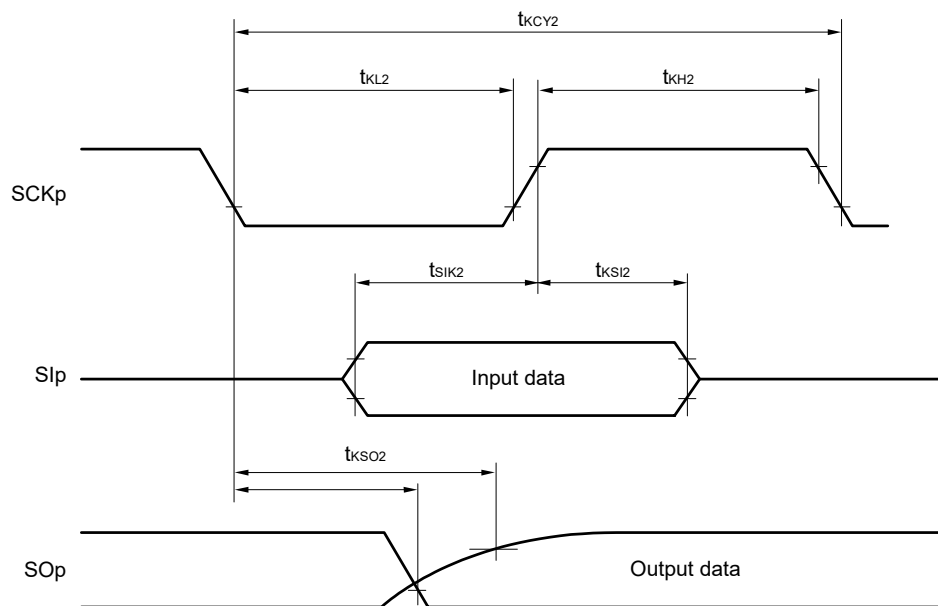 tKCY2
tKL2
tKH2
SCKp
tSIK2
tKSI2
SIp
Input data
tKSO2
SOp
Output data